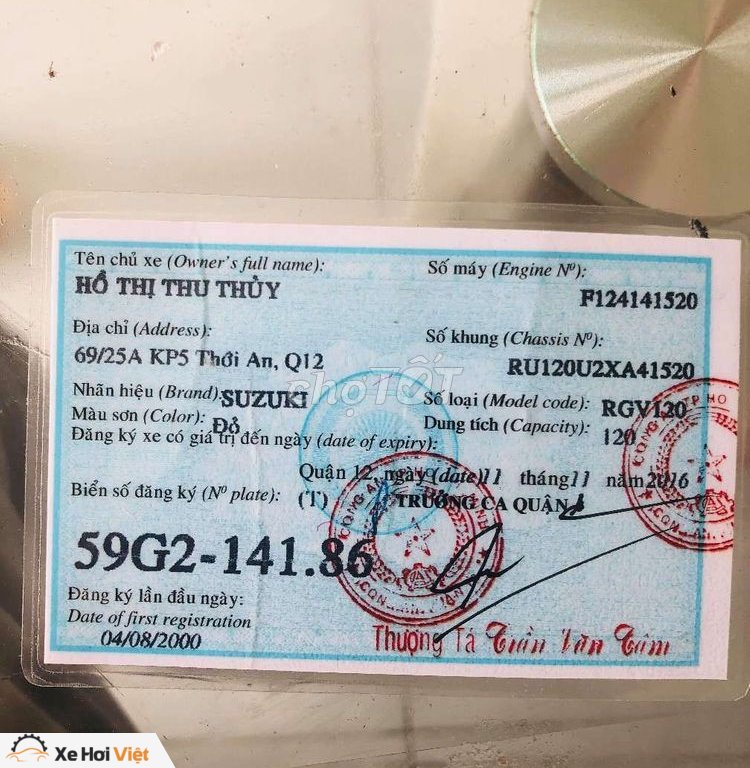 Tên chủ xe (Owner's full name):
HỒ THỊ THU THỦY
Số máy (Engine Nº):
F124141520
Địa chỉ (Address):
69/25A KP5 Thới An, Q12
Số khung (Chassis Nº):
RU120U2XA41520
Nhãn hiệu (Brand): SUZUKI
Số loại (Model code): RGV120
Màu sơn (Color): Đỏ
Dung tích (Capacity): 120
Đăng ký xe có giá trị đến ngày (date of expiry):
Quận 12, ngày (date) 11 tháng 11 năm 2016
Biển số đăng ký (Nº plate): (T)
TRƯỞNG CA QUẬN
59G2-141.86
Đăng ký lần đầu ngày:
Date of first registration
04/08/2000
Thượng Tá Trần Văn Tâm
chợTỐT
Xe Hơi Việt